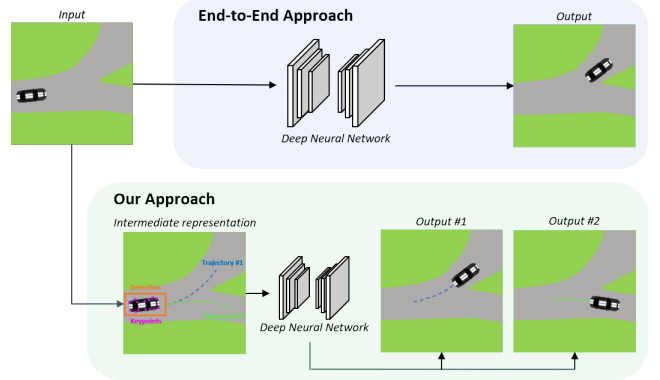 Input
End-to-End Approach
Output
Deep Neural Network
Our Approach
Intermediate representation
Output #1
Output #2
Trajectory #1
Detection
Keypoints
Deep Neural Network